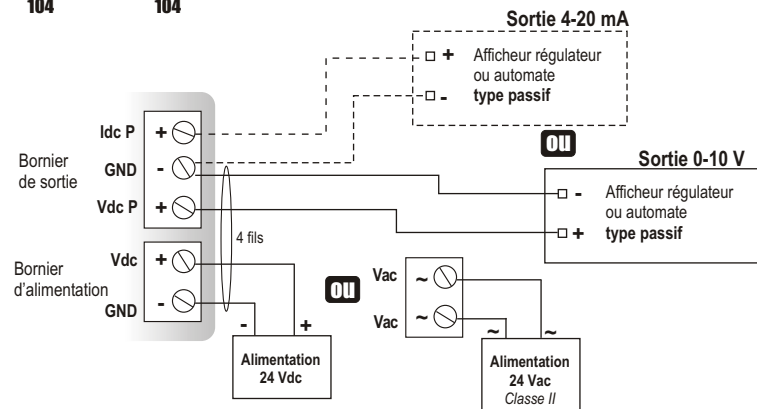 104 104
Sortie 4-20 mA
+ Afficheur régulateur
ou automate
- type passif
ou
Idc P + 
Bornier
de sortie
GND -
Vdc P +
Sortie 0-10 V
- Afficheur régulateur
ou automate
+ type passif
4 fils
Bornier
d'alimentation
Vdc +
GND -
- +
Alimentation
24 Vdc
ou
Vac ~
Vac ~
~ ~
Alimentation
24 Vac
Classe II